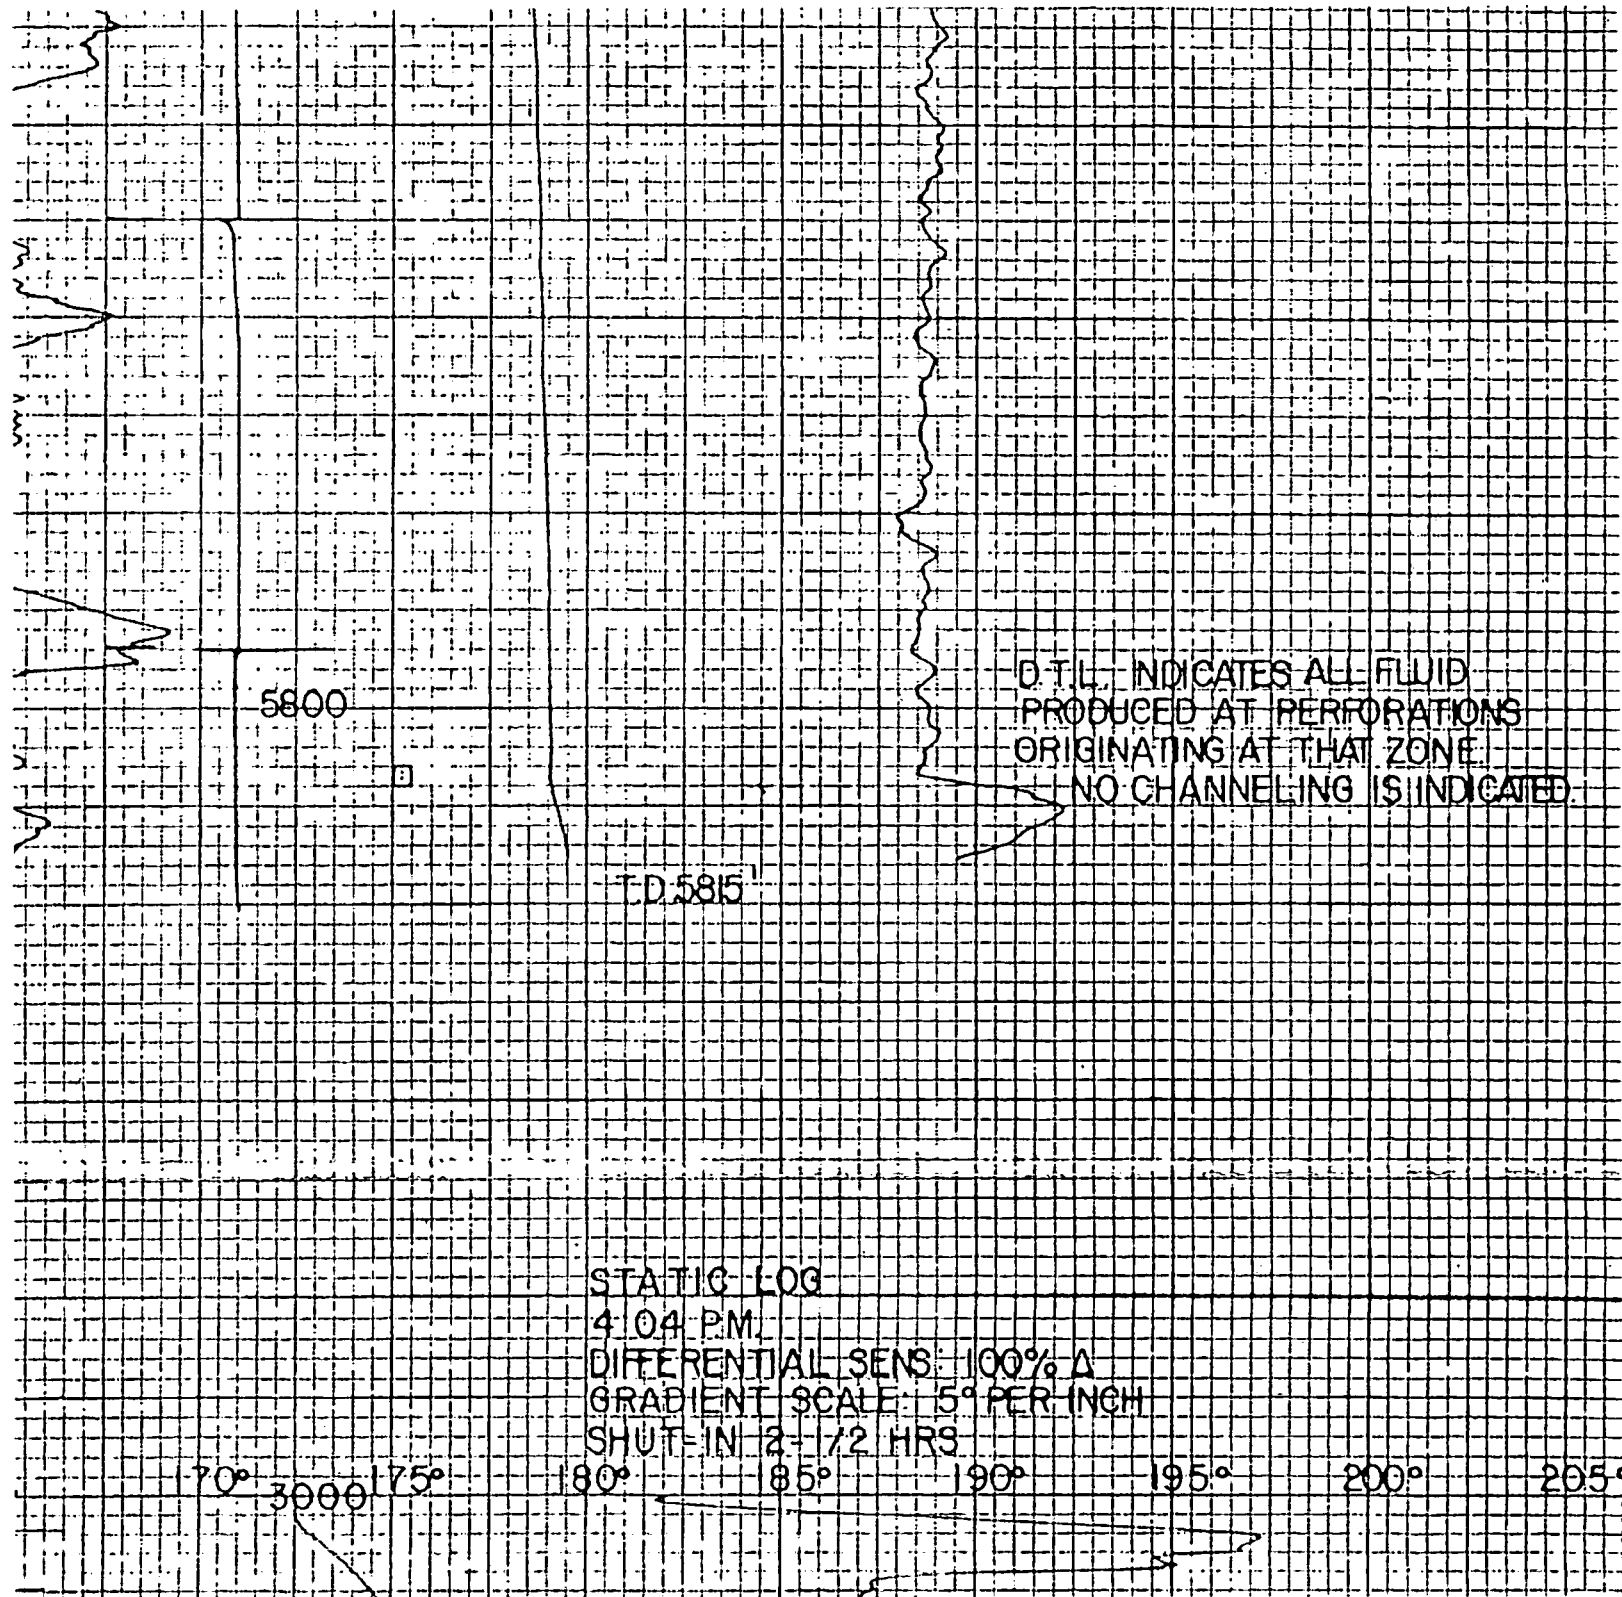 D.T.L. INDICATES ALL FLUID
PRODUCED AT PERFORATIONS
ORIGINATING AT THAT ZONE.
NO CHANNELING IS INDICATED.
5800
T.D. 5815'
STATIC LOG
4:04 P.M.
DIFFERENTIAL SENS: 100% Δ
GRADIENT SCALE: 5° PER INCH
SHUT-IN 2-1/2 HRS
170° 175° 180° 185° 190° 195° 200° 205°
3000